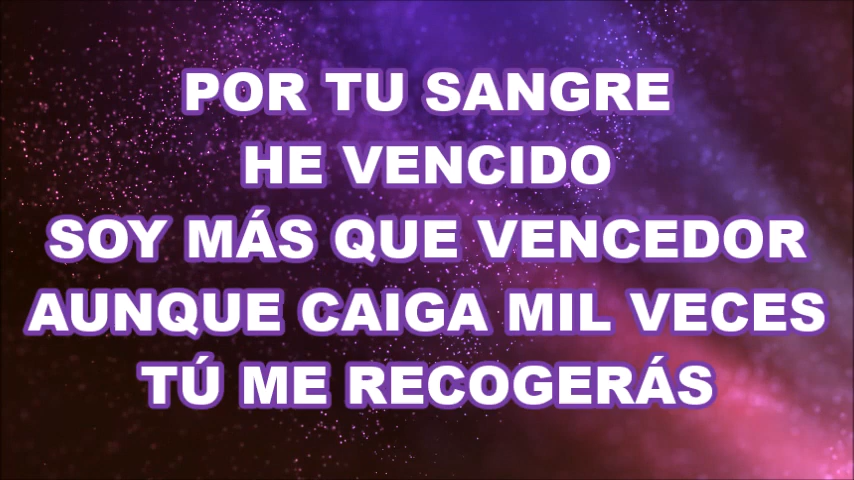 POR TU SANGRE
HE VENCIDO
SOY MÁS QUE VENCEDOR
AUNQUE CAIGA MIL VECES
TÚ ME RECOGERÁS